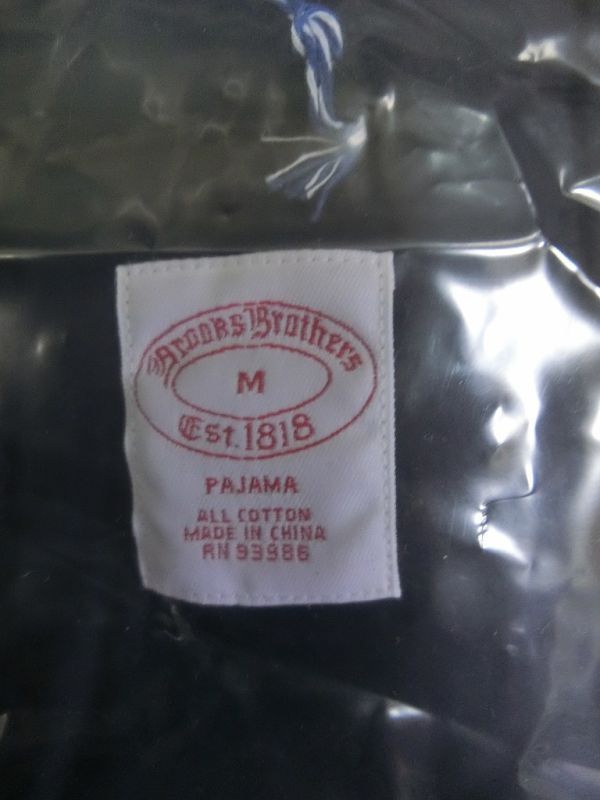 Brooks Brothers
M
Est. 1818
PAJAMA
ALL COTTON
MADE IN CHINA
RN 93986